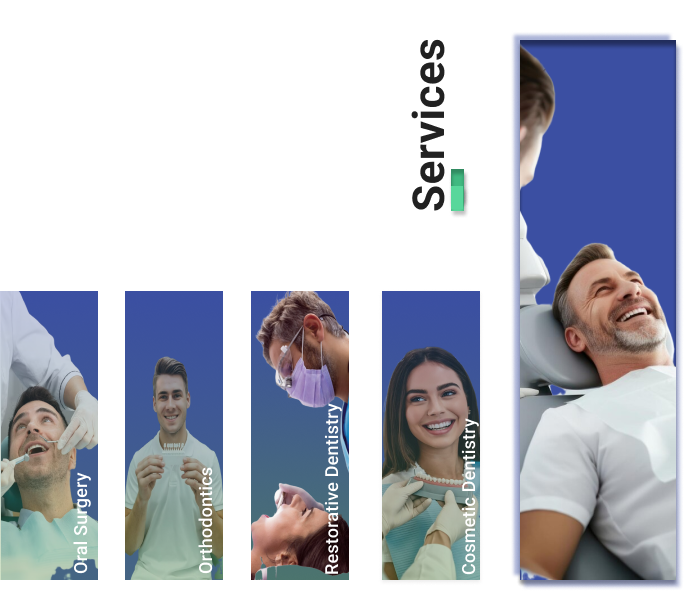 Services
Oral Surgery
Orthodontics
Restorative Dentistry
Cosmetic Dentistry